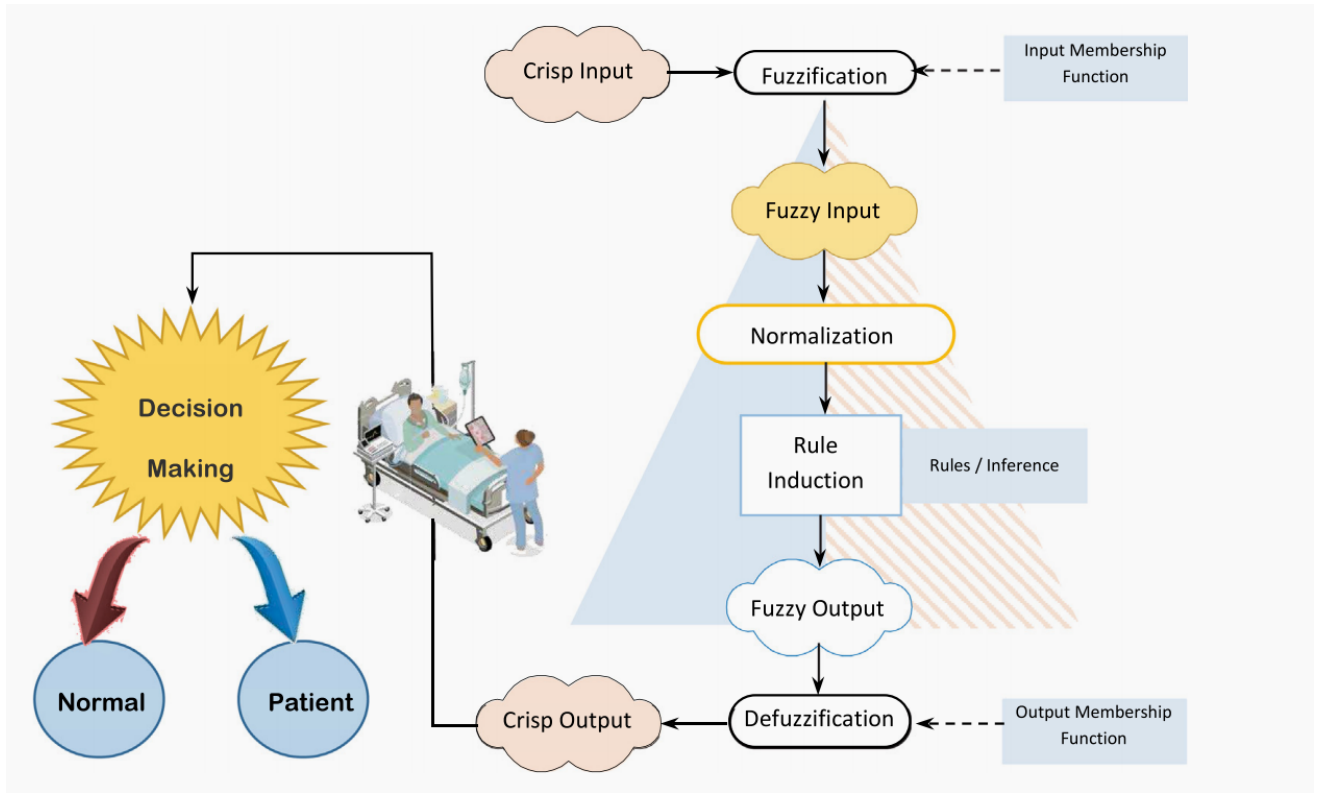 Crisp Input
Fuzzification
Input Membership
Function
Fuzzy Input
Normalization
Rule
Induction
Rules / Inference
Fuzzy Output
Defuzzification
Output Membership
Function
Crisp Output
Decision
Making
Normal
Patient